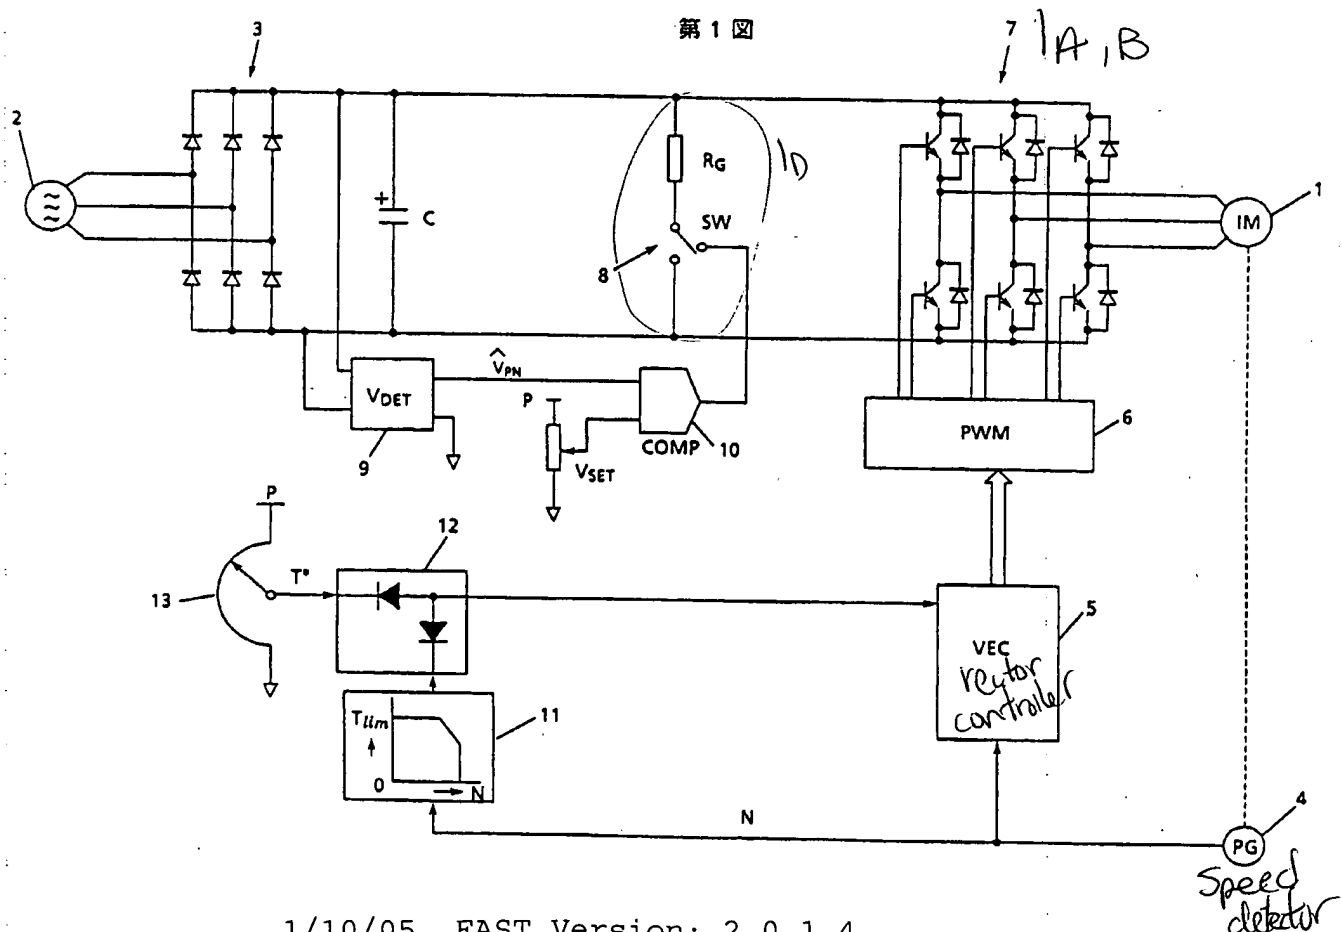 第1図
3
7
1A, B
2
RG
1D
1
+
C
SW
IM
8
V̂PN
VDET
P
9
COMP
10
VSET
PWM
6
P
12
T*
13
5
VEC
vector
controller
Tlim
11
0
N
N
4
PG
Speed
detector
1/10/05 EAST Version: 2.0.1.4